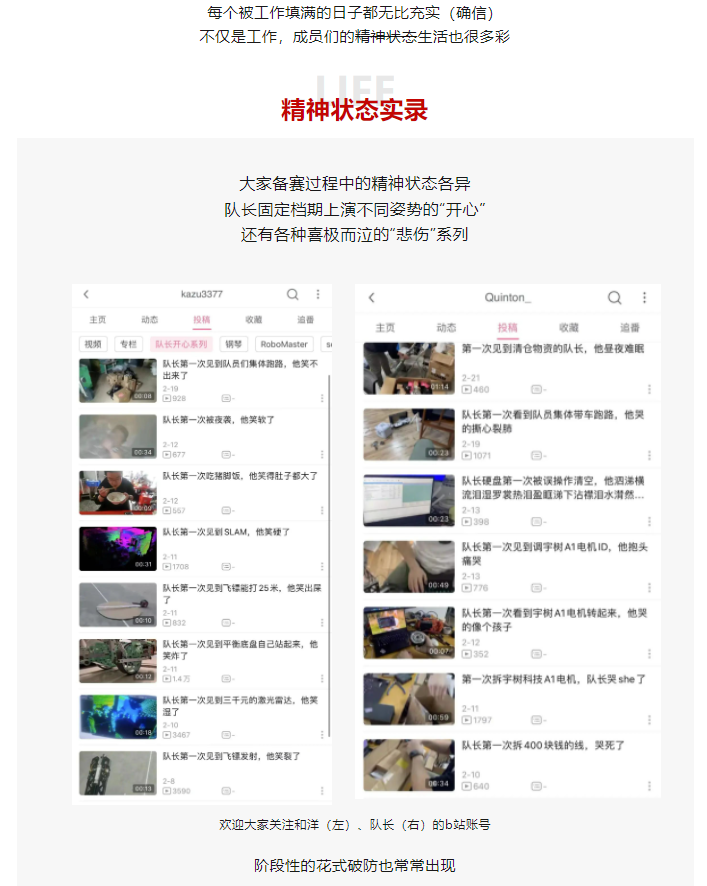 每个被工作填满的日子都无比充实（确信）
不仅是工作，成员们的精神状态生活也很多彩
LIFE
精神状态实录
大家备赛过程中的精神状态各异
队长固定档期上演不同姿势的“开心”
还有各种喜极而泣的“悲伤”系列
kazu3377
主页 动态 投稿 收藏 追番
视频 专栏 队长开心系列 钢琴 RoboMaster
队长第一次见到队员们集体跑路，他笑不
出来了
2-19
928 -
00:08
队长第一次被夜袭，他笑软了
2-12
677 -
00:34
队长第一次吃猪脚饭，他笑得肚子都大了
2-12
557 -
00:09
队长第一次见到SLAM，他笑硬了
2-11
1708 -
00:31
队长第一次见到飞镖能打25米，他笑出屎
了
2-11
832 -
00:10
队长第一次见到平衡底盘自己站起来，他
笑炸了
2-11
1.4万 -
00:12
队长第一次见到三千元的激光雷达，他笑
湿了
2-10
3467 -
00:18
队长第一次见到飞镖发射，他笑裂了
2-8
3590 -
00:13
Quinton_
主页 动态 投稿 收藏 追番
第一次见到清仓物资的队长，他昼夜难眠
2-21
460 -
01:14
队长第一次看到队员集体带车跑路，他哭
的撕心裂肺
2-19
1071 -
00:23
队长硬盘第一次被误操作清空，他泗涕横
流泪湿罗裳热泪盈眶涕下沾襟泪水潸然...
2-13
398 -
00:23
队长第一次见到调宇树A1电机ID，他抱头
痛哭
2-13
776 -
00:49
队长第一次看到宇树A1电机转起来，他哭
的像个孩子
2-12
352 -
00:07
第一次拆宇树科技A1电机，队长哭she了
2-11
1797 -
00:59
队长第一次拆400块钱的线，哭死了
2-10
640 -
00:34
欢迎大家关注和洋（左）、队长（右）的b站账号
阶段性的花式破防也常常出现